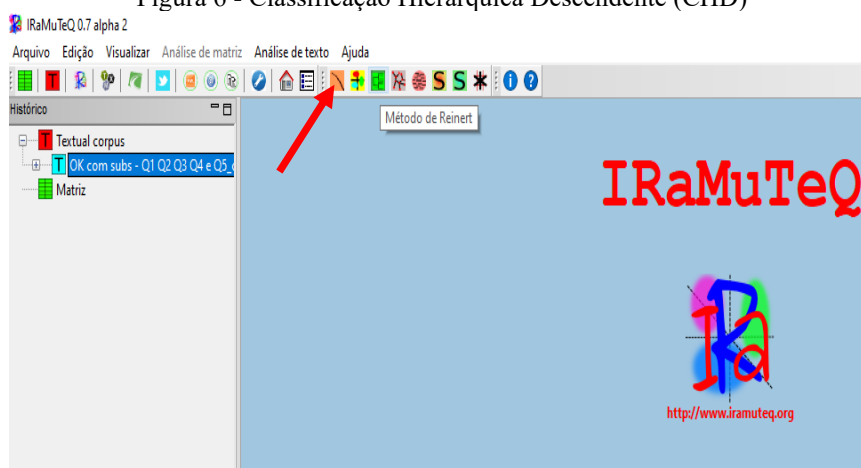 Figura 6 - Classificação Hierárquica Descendente (CHD)
IRaMuTeQ 0.7 alpha 2
Arquivo Edição Visualizar Análise de matriz Análise de texto Ajuda
Histórico
Método de Reinert
Textual corpus
OK com subs - Q1 Q2 Q3 Q4 e Q5_
Matriz
IRaMuTeQ
IRa
http://www.iramuteq.org